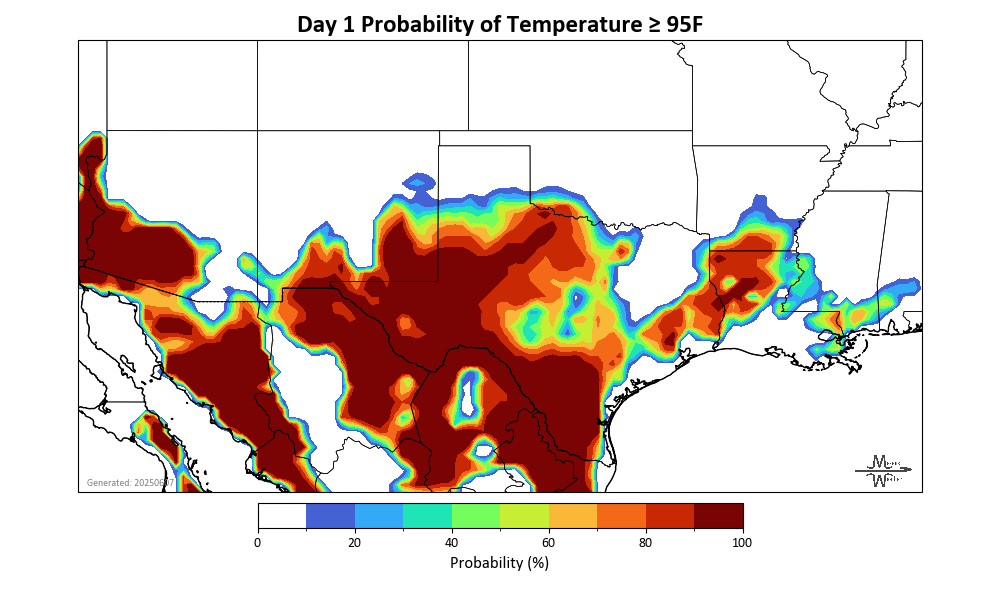 Day 1 Probability of Temperature ≥ 95F
Generated: 20250607
0 20 40 60 80 100
Probability (%)